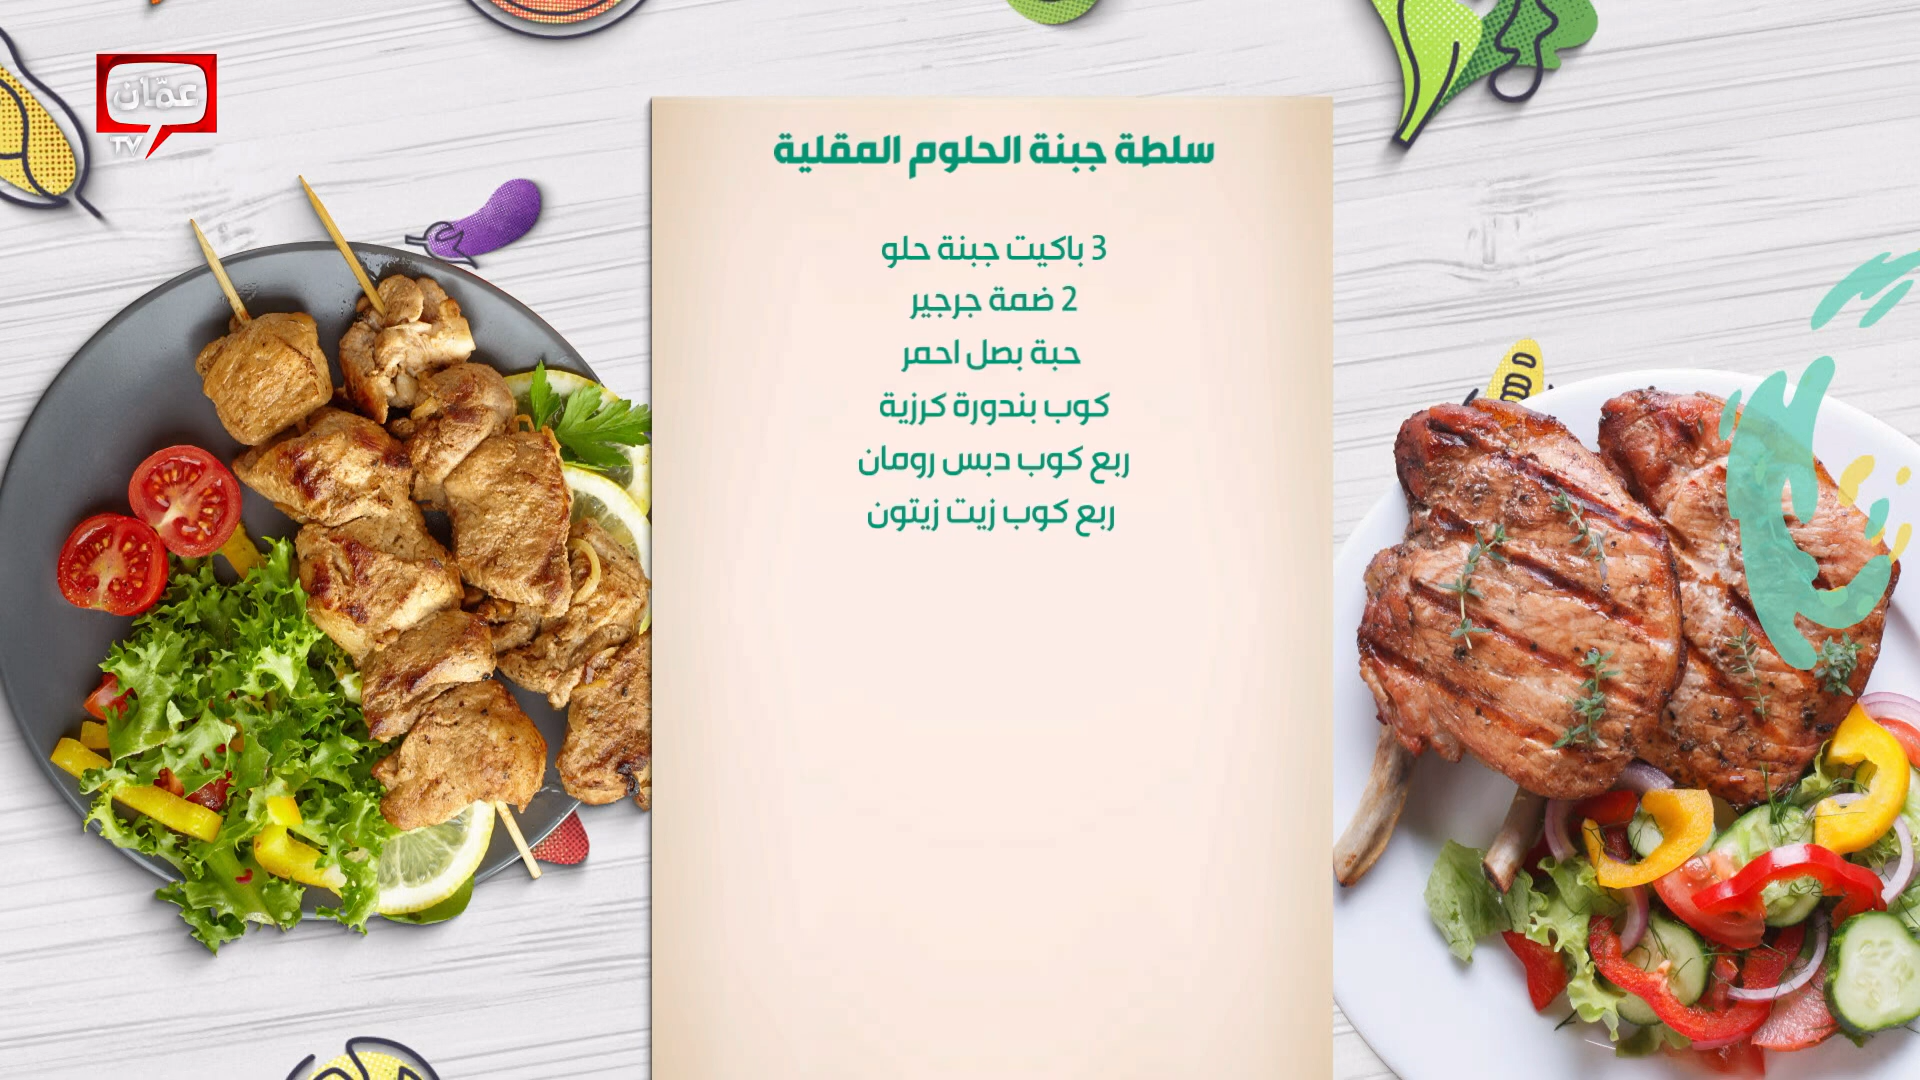 عمّان
TV
سلطة جبنة الحلوم المقلية
3 باكيت جبنة حلو
2 ضمة جرجير
حبة بصل احمر
كوب بندورة كرزية
ربع كوب دبس رومان
ربع كوب زيت زيتون